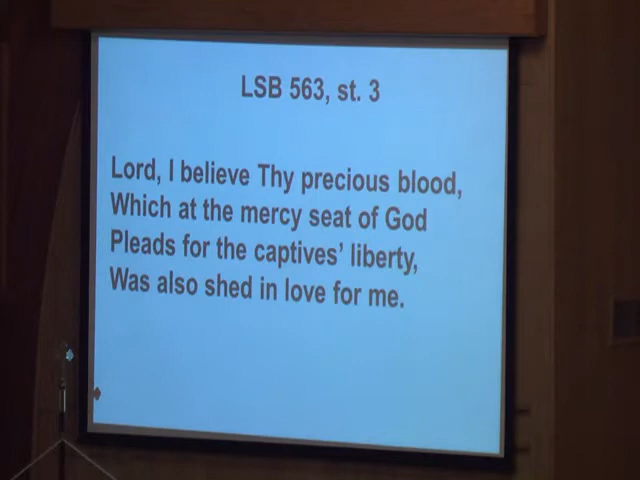 LSB 563, st. 3
Lord, I believe Thy precious blood,
Which at the mercy seat of God
Pleads for the captives’ liberty,
Was also shed in love for me.